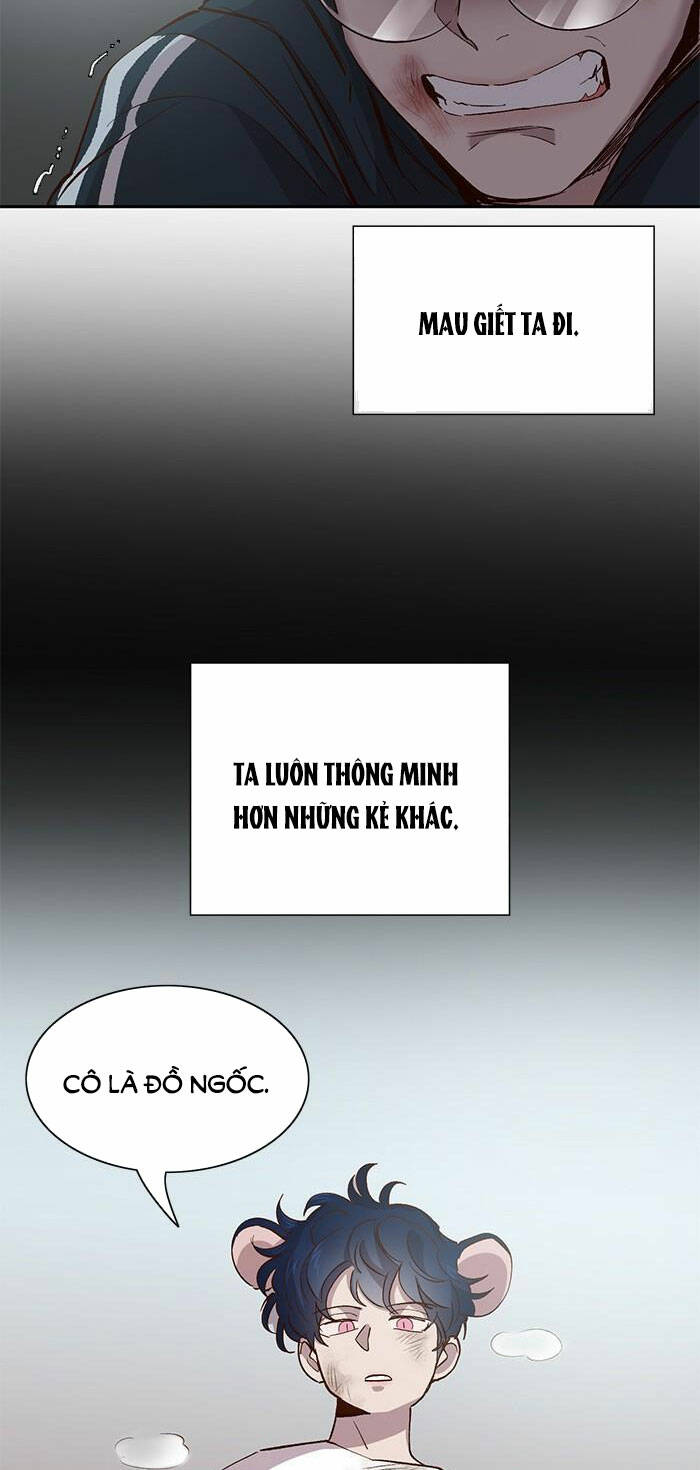 MAU GIẾT TA ĐI.
TA LUÔN THÔNG MINH
HƠN NHỮNG KẺ KHÁC.
CÔ LÀ ĐỒ NGỐC.